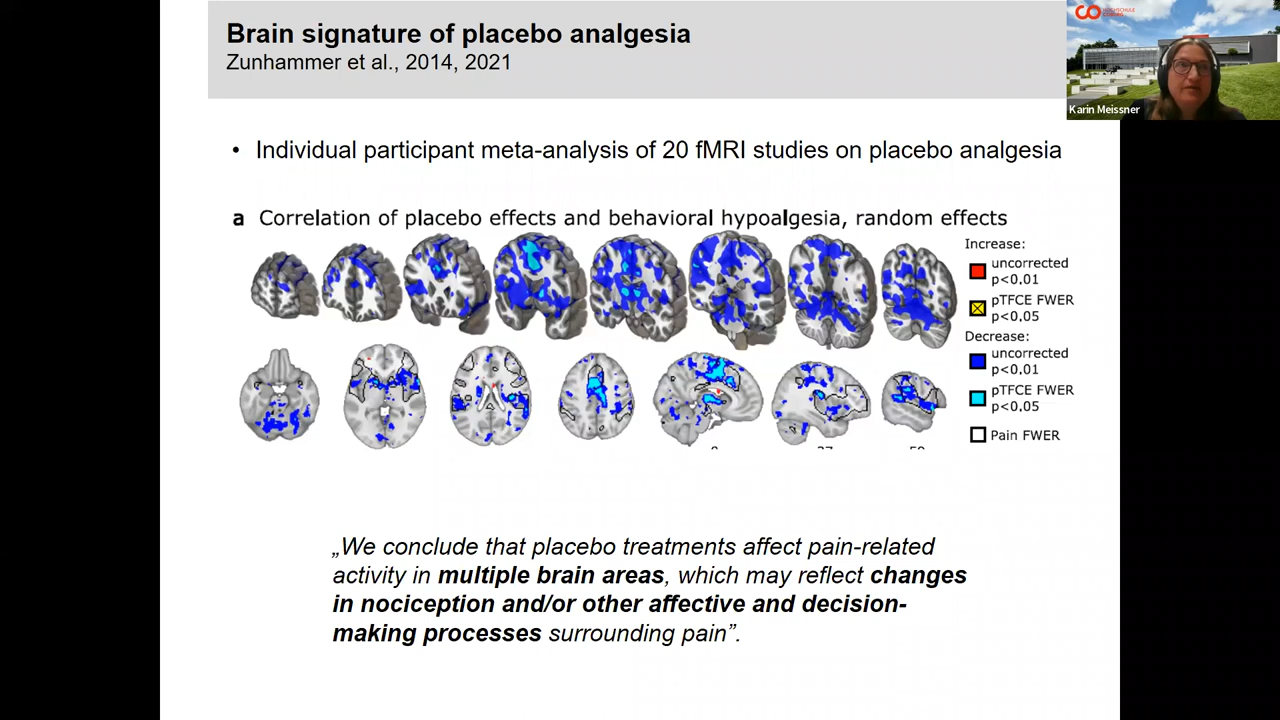 Brain signature of placebo analgesia
Zunhammer et al., 2014, 2021
HOCHSCHULE
COBURG
Karin Meissner
• Individual participant meta-analysis of 20 fMRI studies on placebo analgesia
a Correlation of placebo effects and behavioral hypoalgesia, random effects
Increase:
uncorrected
p<0.01
pTFCE FWER
p<0.05
Decrease:
uncorrected
p<0.01
pTFCE FWER
p<0.05
Pain FWER
„We conclude that placebo treatments affect pain-related
activity in multiple brain areas, which may reflect changes
in nociception and/or other affective and decision-
making processes surrounding pain”.